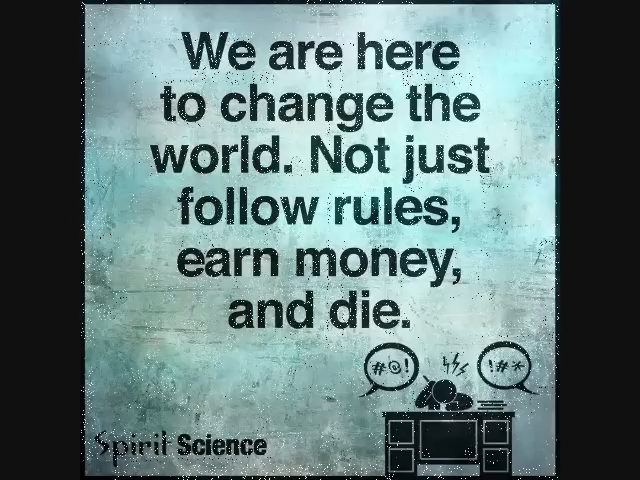 We are here
to change the
world. Not just
follow rules,
earn money,
and die.
#@!
!#*
Spirit Science